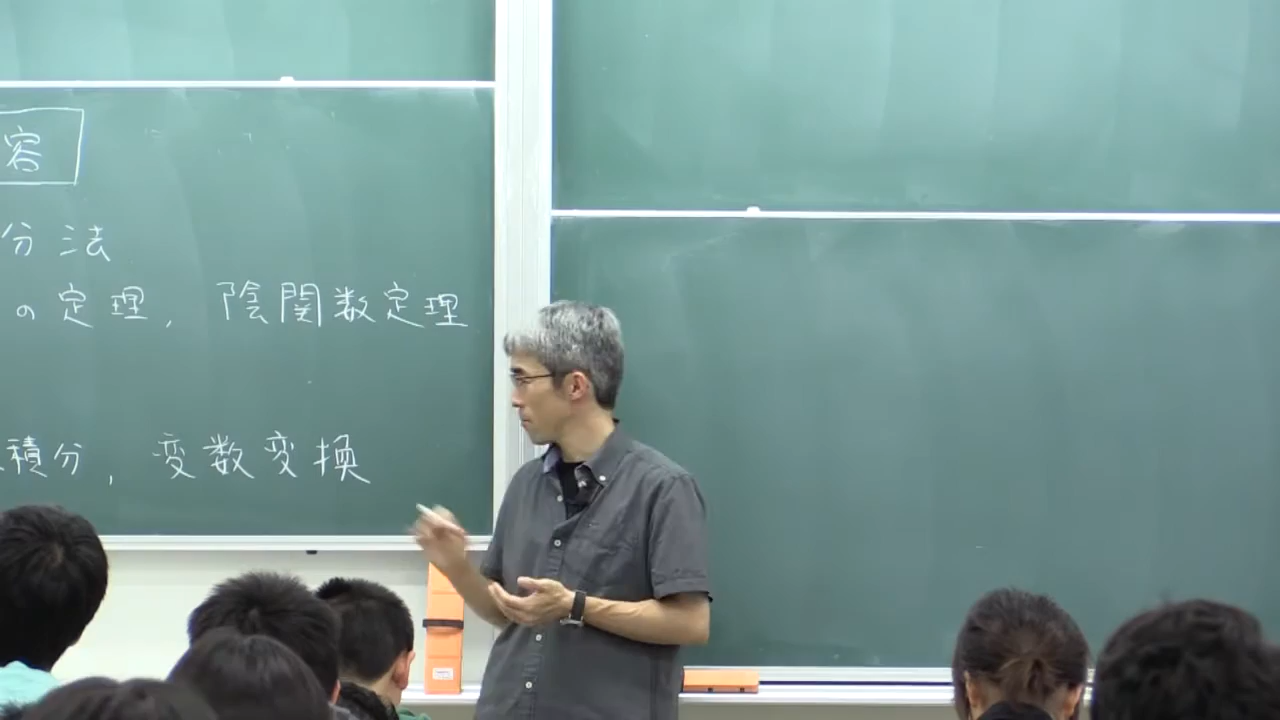 容
分法
の定理, 陰関数定理
積分, 変数変換